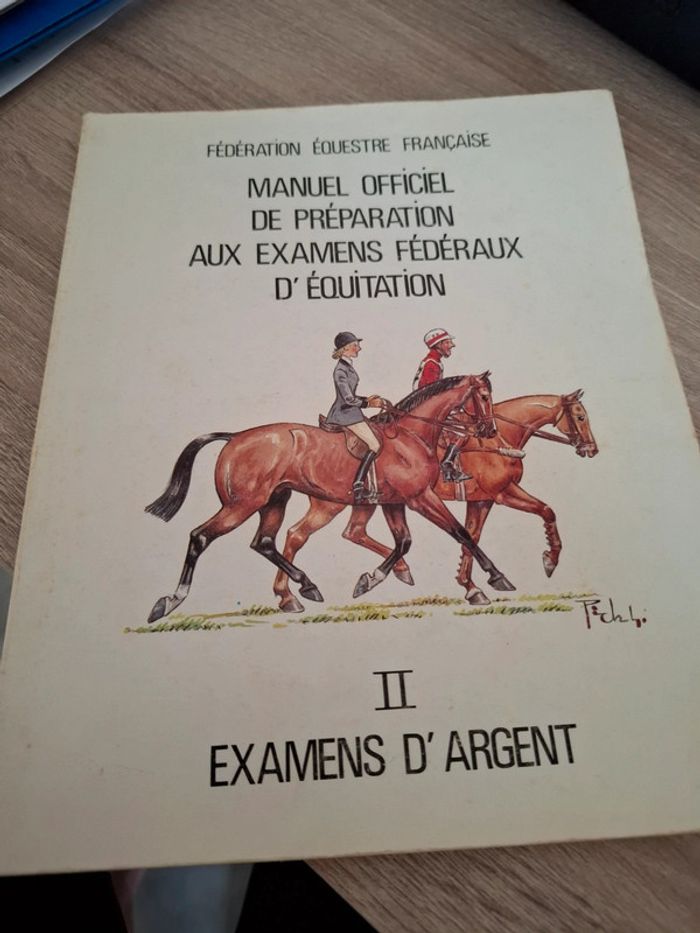 FÉDÉRATION ÉQUESTRE FRANÇAISE
MANUEL OFFICIEL
DE PRÉPARATION
AUX EXAMENS FÉDÉRAUX
D'ÉQUITATION
II
EXAMENS D'ARGENT